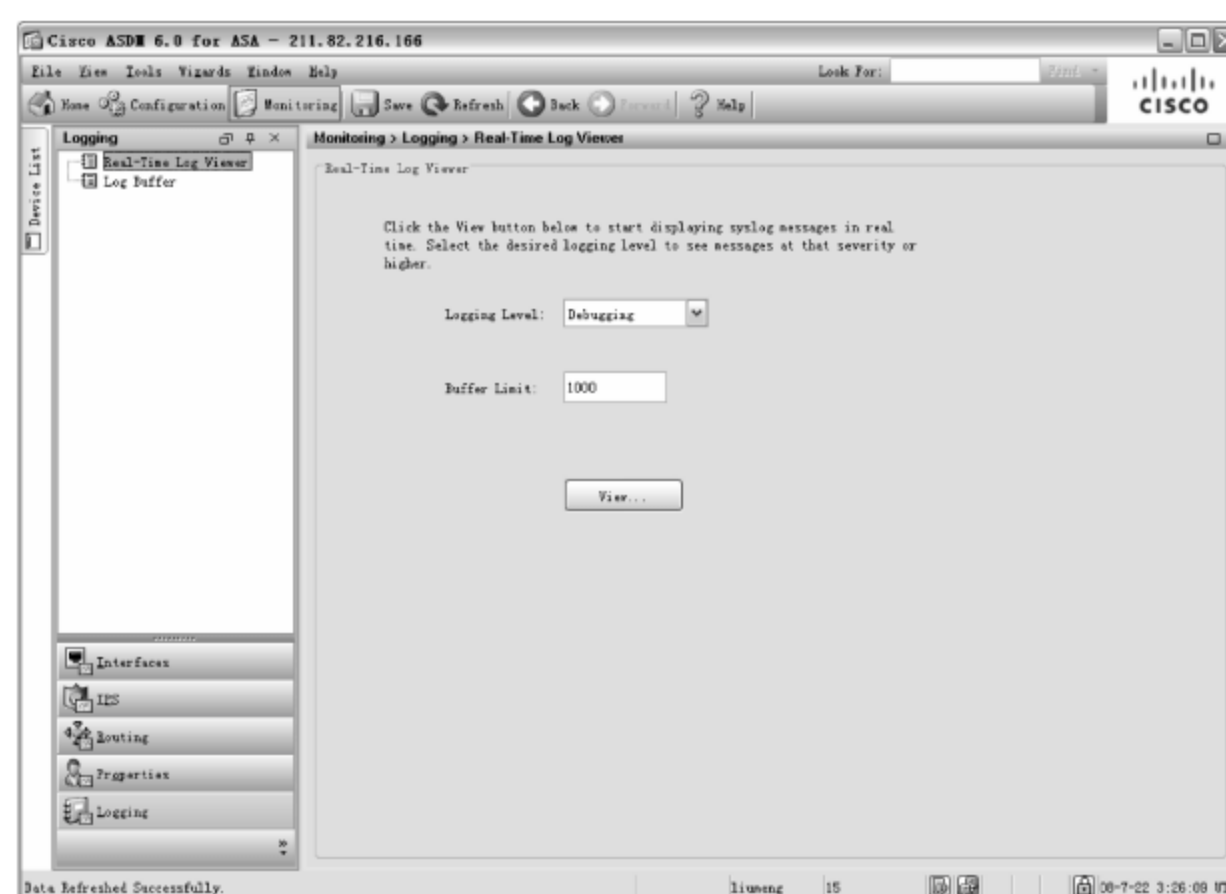 Cisco ASDM 6.0 for ASA - 211.82.216.166
File View Tools Wizards Window Help Look For: Find
Home Configuration Monitoring Save Refresh Back Forward Help
CISCO
Device List
Logging
Real-Time Log Viewer
Log Buffer
Monitoring > Logging > Real-Time Log Viewer
Real-Time Log Viewer
Click the View button below to start displaying syslog messages in real
time. Select the desired logging level to see messages at that severity or
higher.
Logging Level: Debugging
Buffer Limit: 1000
View...
Interfaces
IPS
Routing
Properties
Logging
Data Refreshed Successfully.
liumeng 15
08-7-22 3:26:08